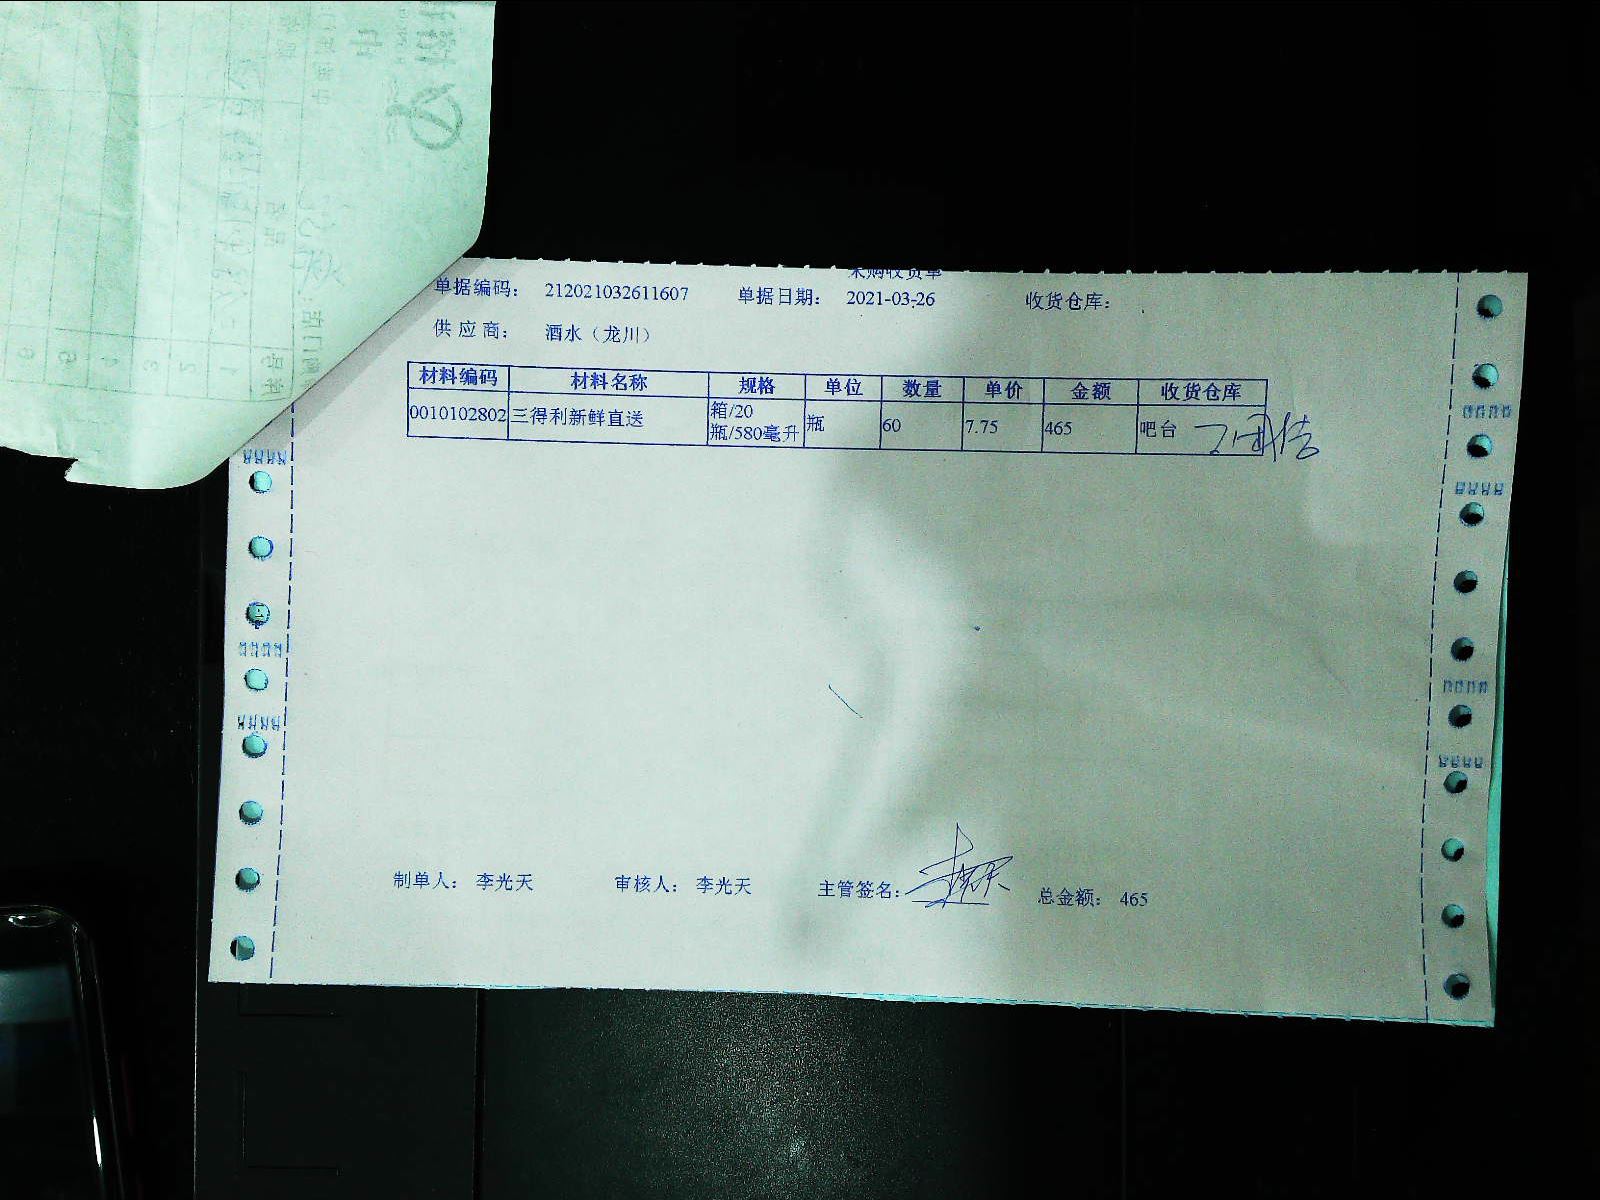 采购收货单
单据编码： 212021032611607 单据日期： 2021-03-26 收货仓库：
供应商： 酒水（龙川）
材料编码 材料名称 规格 单位 数量 单价 金额 收货仓库
0010102802 三得利新鲜直送 箱/20瓶/580毫升 瓶 60 7.75 465 吧台
制单人： 李光天 审核人： 李光天 主管签名： 总金额： 465